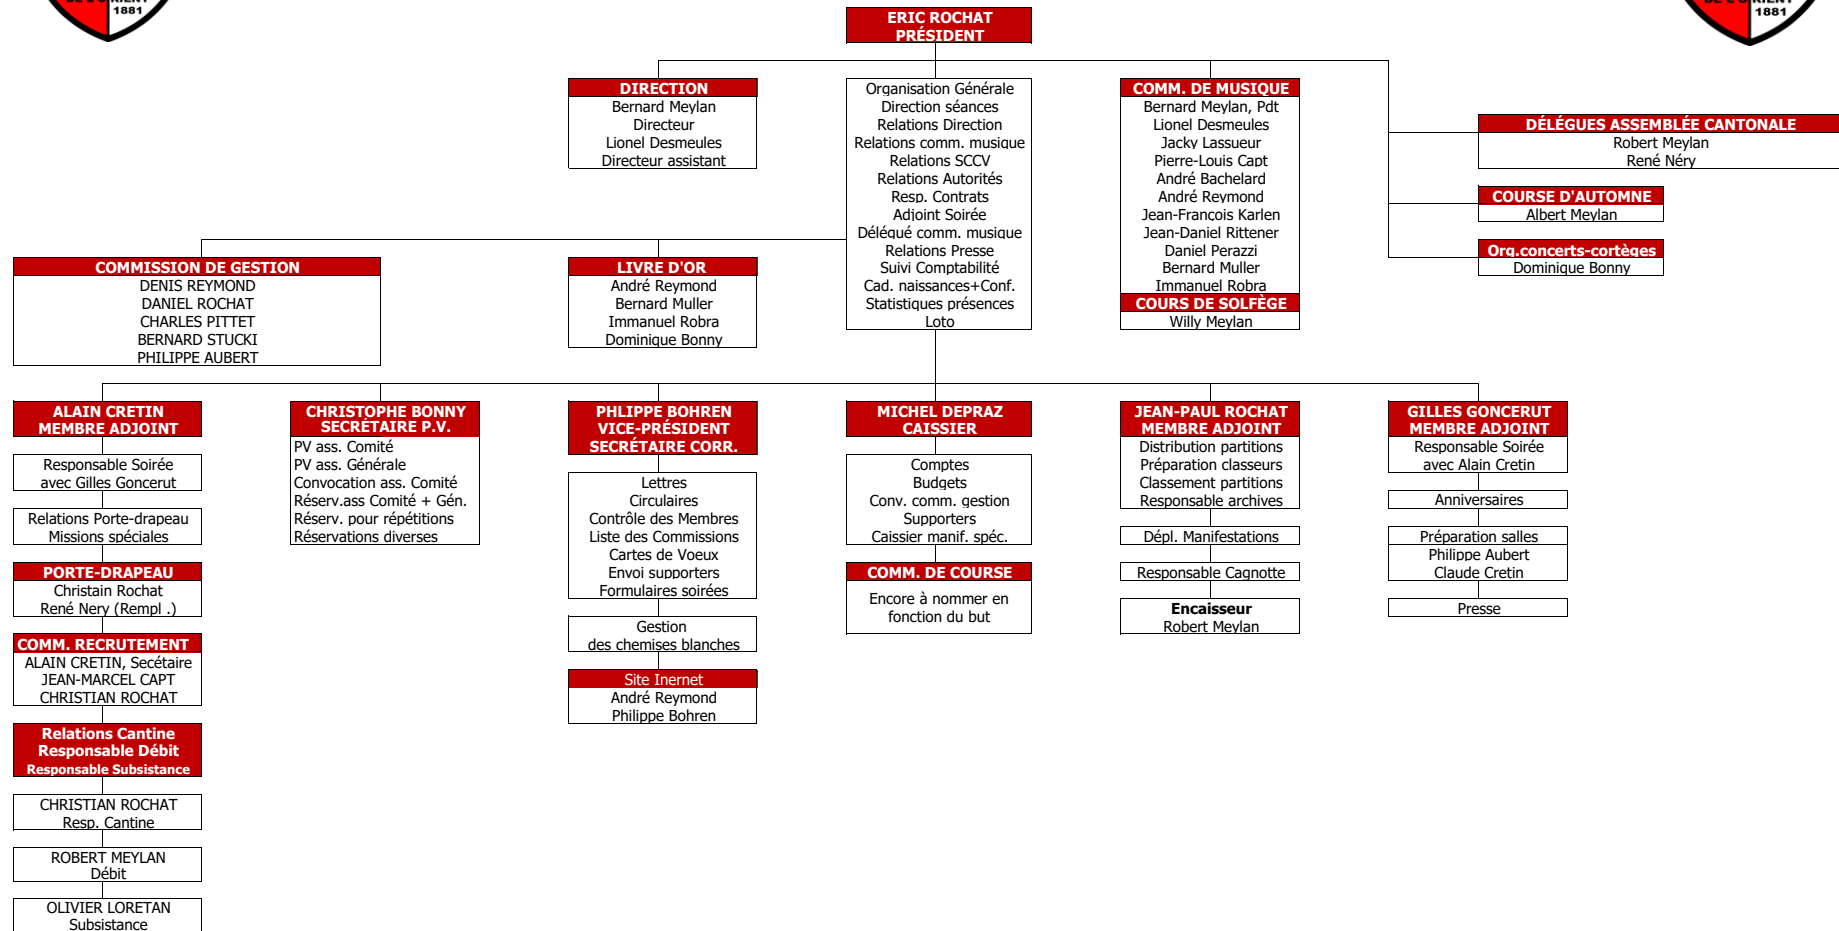 DE L'ORIENT
1881
DE L'ORIENT
1881
ERIC ROCHAT
PRÉSIDENT
DIRECTION
Bernard Meylan
Directeur
Lionel Desmeules
Directeur assistant
Organisation Générale
Direction séances
Relations Direction
Relations comm. musique
Relations SCCV
Relations Autorités
Resp. Contrats
Adjoint Soirée
Délégué comm. musique
Relations Presse
Suivi Comptabilité
Cad. naissances+Conf.
Statistiques présences
Loto
COMM. DE MUSIQUE
Bernard Meylan, Pdt
Lionel Desmeules
Jacky Lassueur
Pierre-Louis Capt
André Bachelard
André Reymond
Jean-François Karlen
Jean-Daniel Rittener
Daniel Perazzi
Bernard Muller
Immanuel Robra
COURS DE SOLFÈGE
Willy Meylan
DÉLÉGUES ASSEMBLÉE CANTONALE
Robert Meylan
René Néry
COURSE D'AUTOMNE
Albert Meylan
Org.concerts-cortèges
Dominique Bonny
COMMISSION DE GESTION
DENIS REYMOND
DANIEL ROCHAT
CHARLES PITTET
BERNARD STUCKI
PHILIPPE AUBERT
LIVRE D'OR
André Reymond
Bernard Muller
Immanuel Robra
Dominique Bonny
ALAIN CRETIN
MEMBRE ADJOINT
Responsable Soirée
avec Gilles Goncerut
Relations Porte-drapeau
Missions spéciales
PORTE-DRAPEAU
Christain Rochat
René Nery (Rempl .)
COMM. RECRUTEMENT
ALAIN CRETIN, Secétaire
JEAN-MARCEL CAPT
CHRISTIAN ROCHAT
Relations Cantine
Responsable Débit
Responsable Subsistance
CHRISTIAN ROCHAT
Resp. Cantine
ROBERT MEYLAN
Débit
OLIVIER LORETAN
Subsistance
CHRISTOPHE BONNY
SECRÉTAIRE P.V.
PV ass. Comité
PV ass. Générale
Convocation ass. Comité
Réserv.ass Comité + Gén.
Réserv. pour répétitions
Réservations diverses
PHLIPPE BOHREN
VICE-PRÉSIDENT
SECRÉTAIRE CORR.
Lettres
Circulaires
Contrôle des Membres
Liste des Commissions
Cartes de Voeux
Envoi supporters
Formulaires soirées
Gestion
des chemises blanches
Site Inernet
André Reymond
Philippe Bohren
MICHEL DEPRAZ
CAISSIER
Comptes
Budgets
Conv. comm. gestion
Supporters
Caissier manif. spéc.
COMM. DE COURSE
Encore à nommer en
fonction du but
JEAN-PAUL ROCHAT
MEMBRE ADJOINT
Distribution partitions
Préparation classeurs
Classement partitions
Responsable archives
Dépl. Manifestations
Responsable Cagnotte
Encaisseur
Robert Meylan
GILLES GONCERUT
MEMBRE ADJOINT
Responsable Soirée
avec Alain Cretin
Anniversaires
Préparation salles
Philippe Aubert
Claude Cretin
Presse